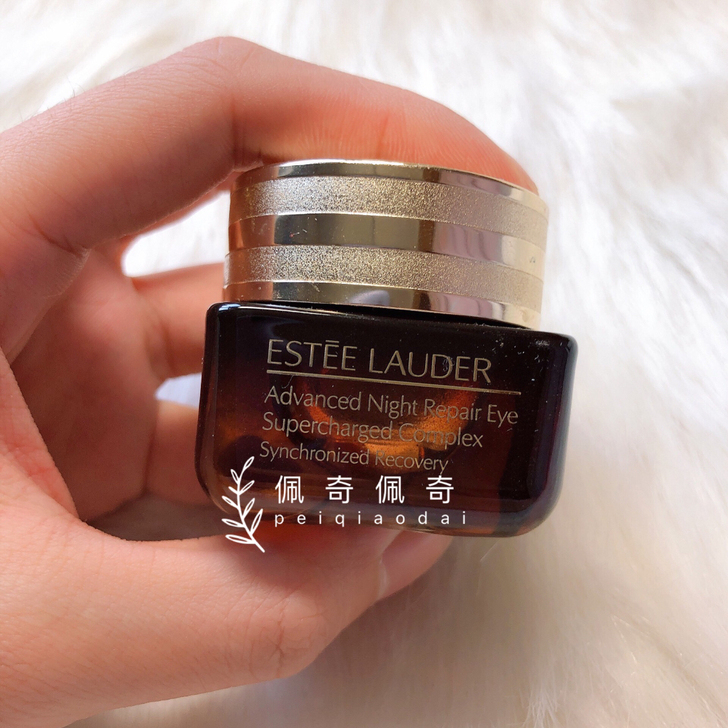 ESTĒE LAUDER
Advanced Night Repair Eye
Supercharged Complex
Synchronized Recovery
佩奇佩奇
peiqiaodai